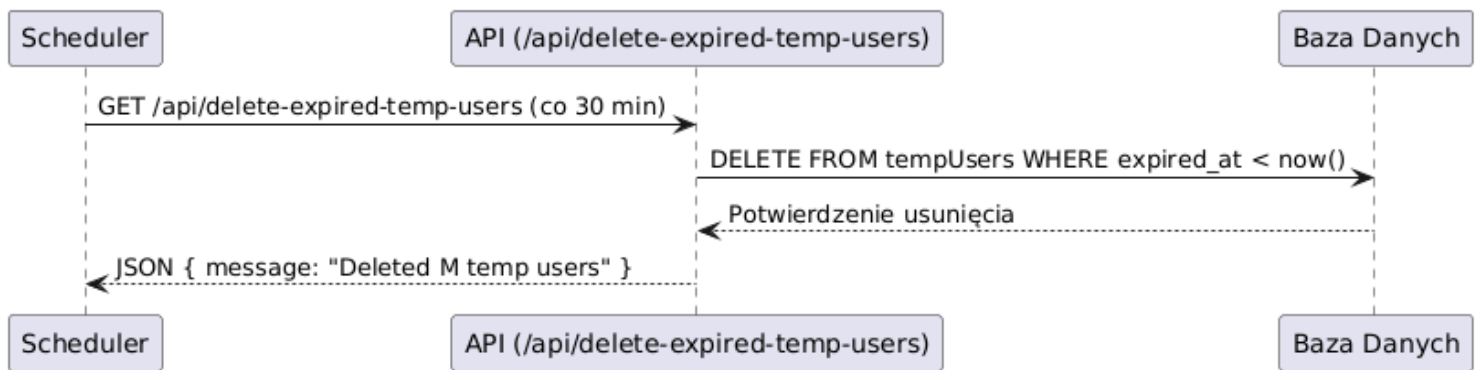 Scheduler
API (/api/delete-expired-temp-users)
Baza Danych
GET /api/delete-expired-temp-users (co 30 min)
DELETE FROM tempUsers WHERE expired_at < now()
Potwierdzenie usunięcia
JSON { message: "Deleted M temp users" }
Scheduler
API (/api/delete-expired-temp-users)
Baza Danych